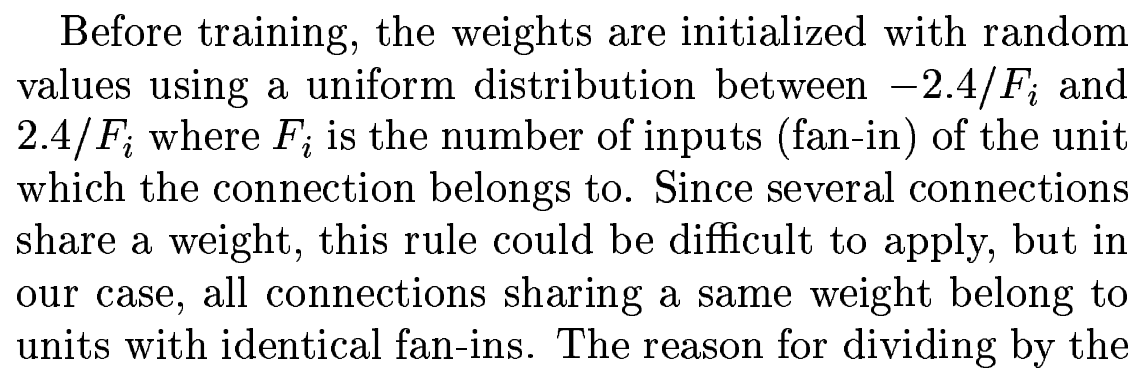 Before training, the weights are initialized with random
values using a uniform distribution between −2.4/Fᵢ and
2.4/Fᵢ where Fᵢ is the number of inputs (fan-in) of the unit
which the connection belongs to. Since several connections
share a weight, this rule could be difficult to apply, but in
our case, all connections sharing a same weight belong to
units with identical fan-ins. The reason for dividing by the